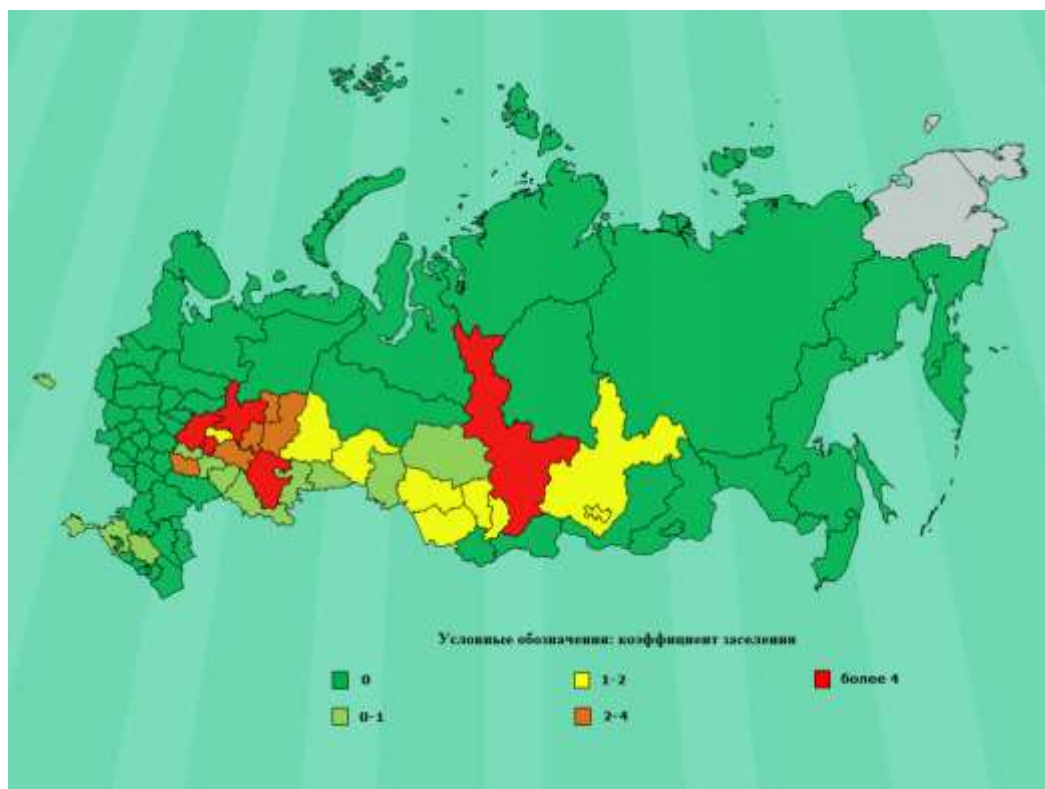 Условные обозначения: коэффициент заселения
0 1-2 более 4
0-1 2-4